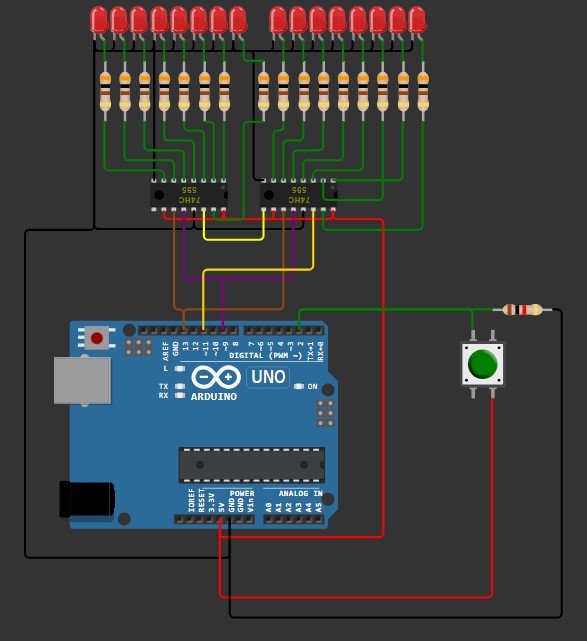 595
74HC
595
74HC
AREF
GND
13
12
~11
~10
~9
8
7
~6
~5
4
~3
2
TX→1
RX←0
DIGITAL (PWM ~)
L
TX
RX
UNO
ON
ARDUINO
IOREF
RESET
3.3V
5V
GND
GND
Vin
POWER
ANALOG IN
A0
A1
A2
A3
A4
A5